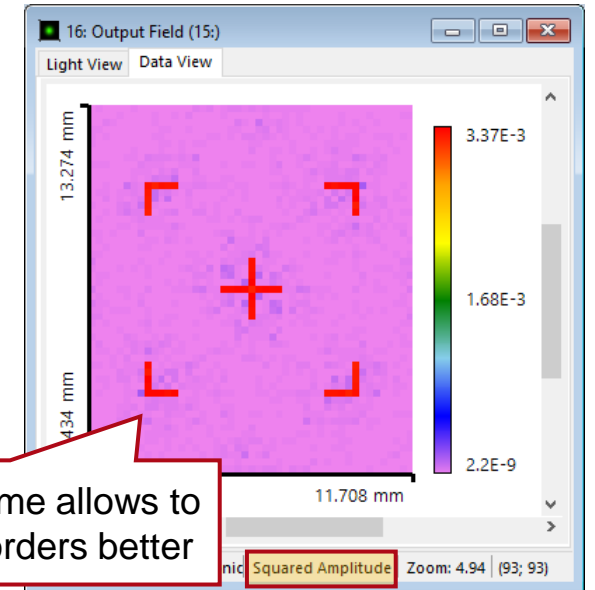 16: Output Field (15:)
Light View Data View
13.274 mm
434 mm
11.708 mm
3.37E-3
1.68E-3
2.2E-9
me allows to
orders better
Squared Amplitude Zoom: 4.94 (93; 93)